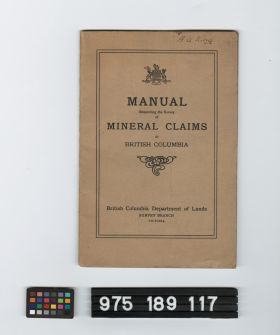 MANUAL
Respecting the Survey
of
MINERAL CLAIMS
in
BRITISH COLUMBIA
British Columbia Department of Lands
SURVEY BRANCH
VICTORIA
975 189 117